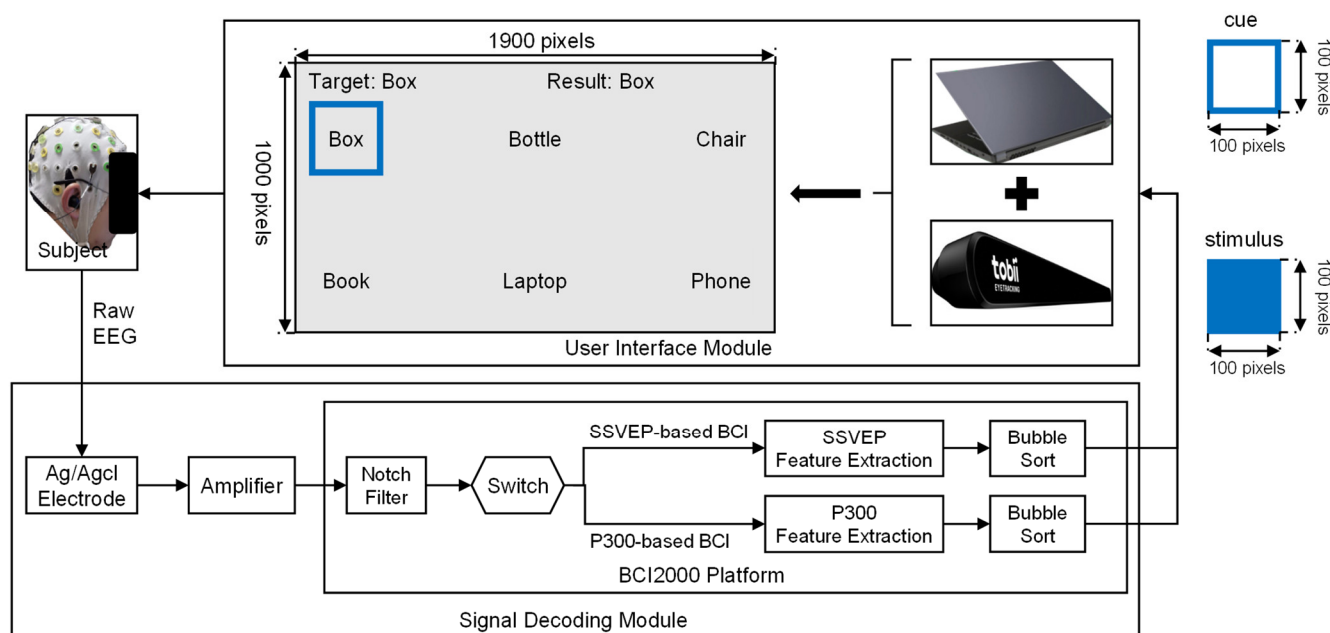 1900 pixels
1000 pixels
Target: Box
Result: Box
Box
Bottle
Chair
Book
Laptop
Phone
User Interface Module
tobii
EYETRACKING
cue
100 pixels
100 pixels
stimulus
100 pixels
100 pixels
Subject
Raw
EEG
Ag/Agcl
Electrode
Amplifier
Notch
Filter
Switch
SSVEP-based BCI
SSVEP
Feature Extraction
Bubble
Sort
P300-based BCI
P300
Feature Extraction
Bubble
Sort
BCI2000 Platform
Signal Decoding Module